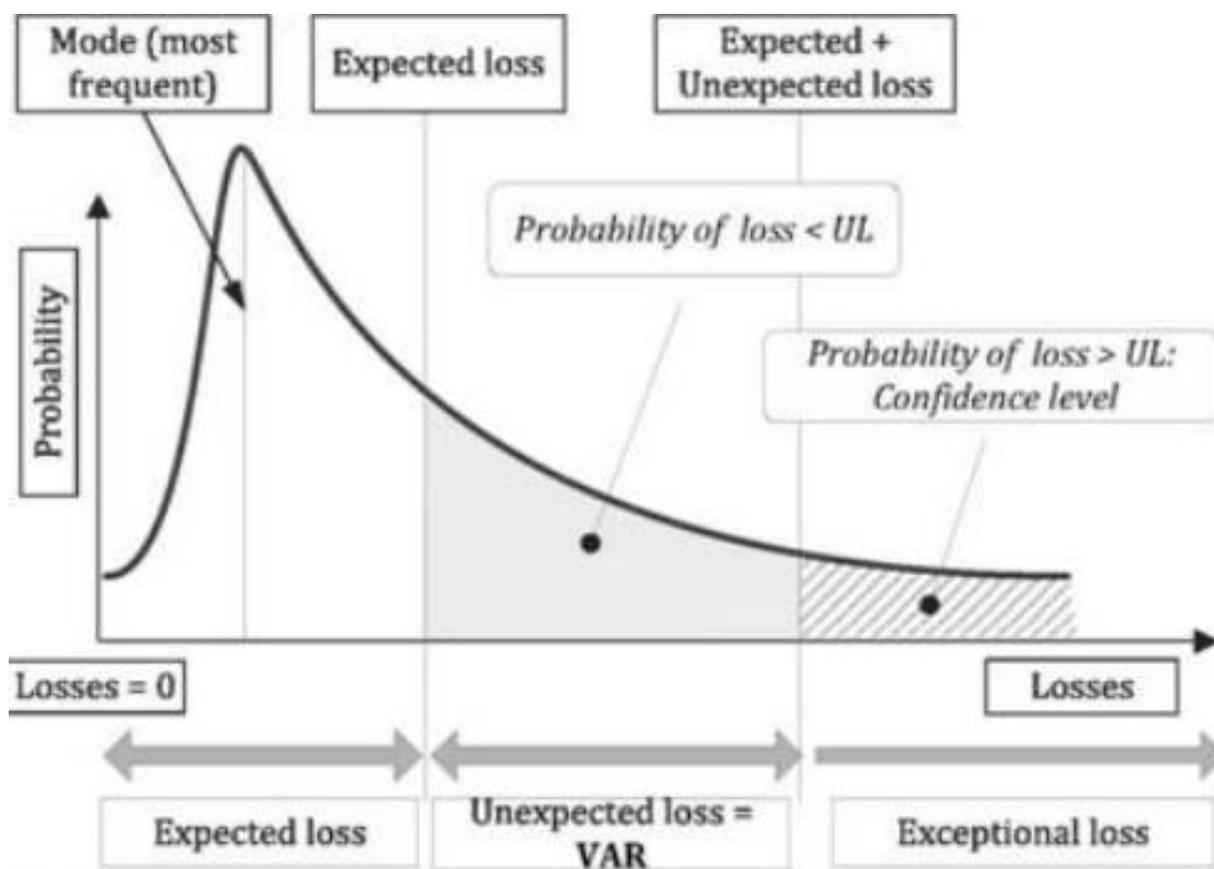 Mode (most
frequent)
Expected loss
Expected +
Unexpected loss
Probability of loss < UL
Probability of loss > UL:
Confidence level
Probability
Losses = 0
Losses
Expected loss
Unexpected loss =
VAR
Exceptional loss